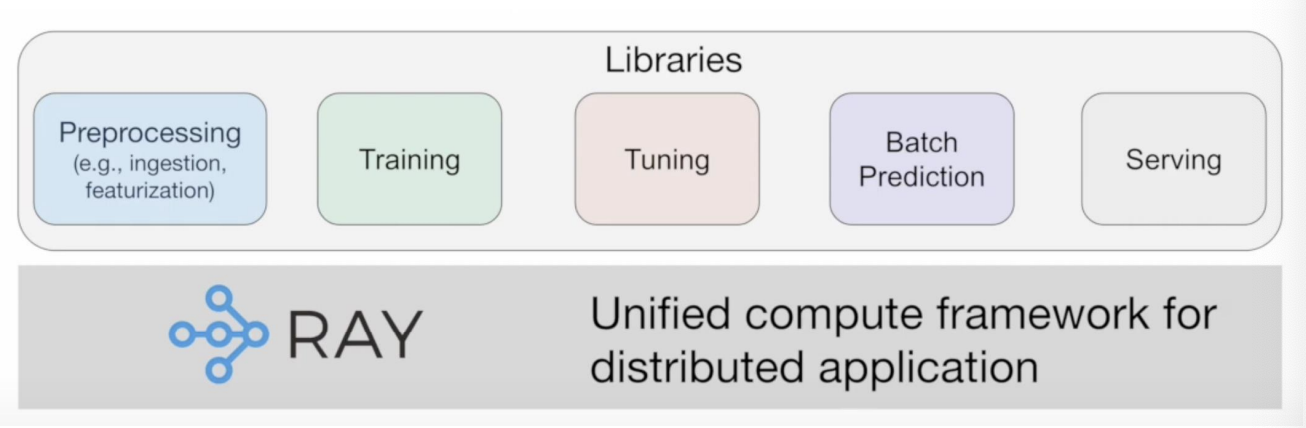 Libraries
Preprocessing
(e.g., ingestion,
featurization)
Training
Tuning
Batch
Prediction
Serving
RAY
Unified compute framework for
distributed application